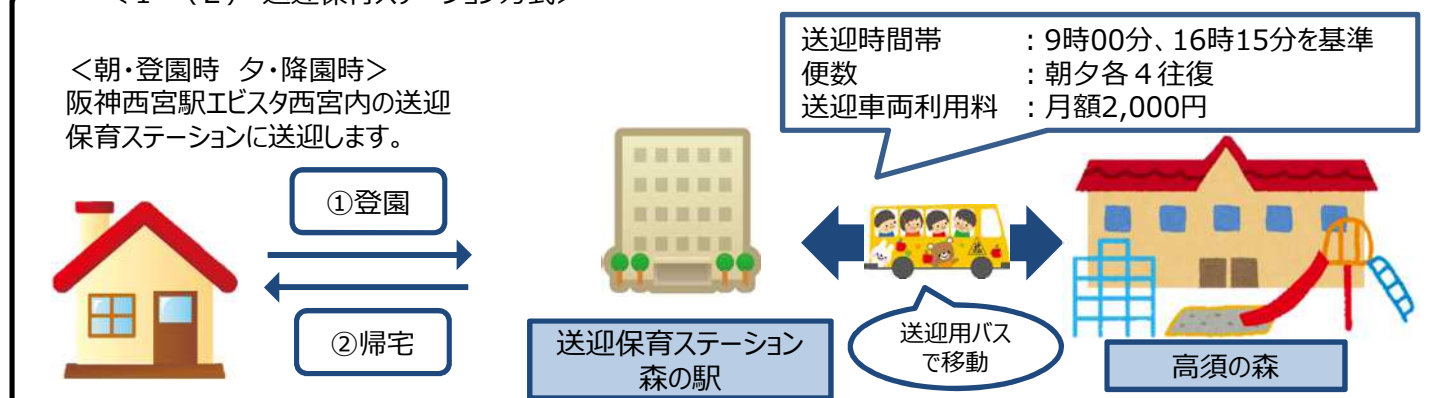 送迎時間帯 :9時00分、16時15分を基準
便数 :朝夕各4往復
送迎車両利用料 :月額2,000円
<朝・登園時 夕・降園時>
阪神西宮駅エビスタ西宮内の送迎
保育ステーションに送迎します。
①登園
②帰宅
送迎保育ステーション
森の駅
送迎用バス
で移動
高須の森